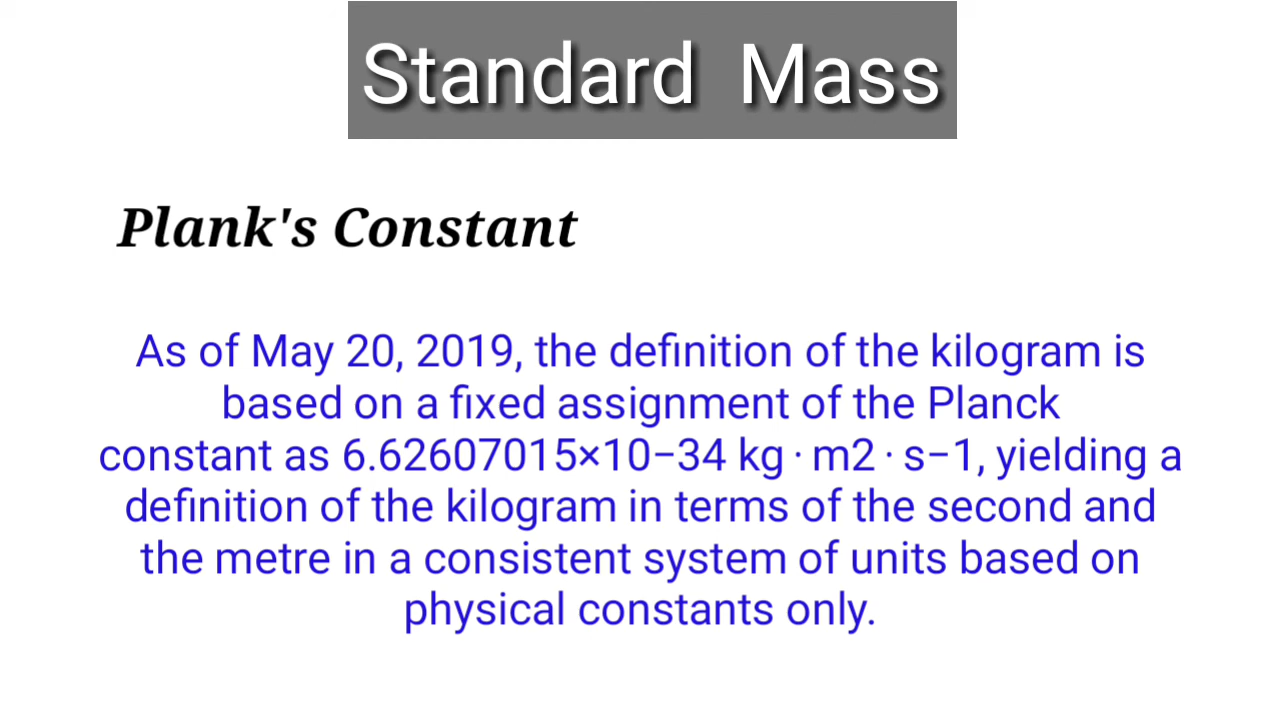 Standard Mass
Plank's Constant
As of May 20, 2019, the definition of the kilogram is
based on a fixed assignment of the Planck
constant as 6.62607015×10−34 kg⋅m2⋅s−1, yielding a
definition of the kilogram in terms of the second and
the metre in a consistent system of units based on
physical constants only.